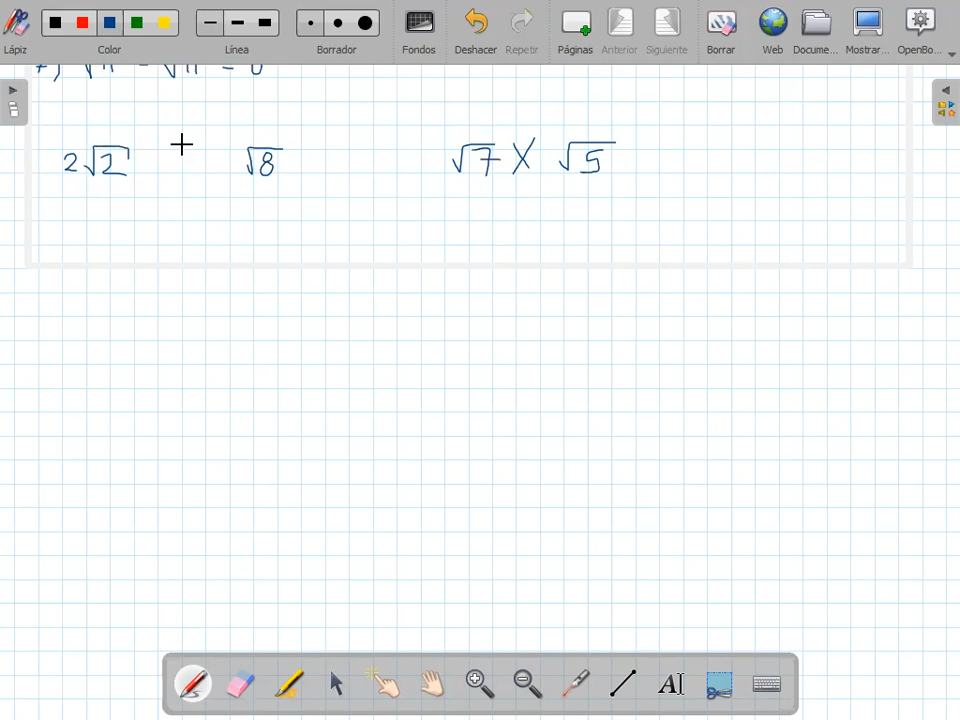 Lápiz Color Línea Borrador Fondos Deshacer Repetir Páginas Anterior Siguiente Borrar Web Docume... Mostrar... OpenBo...
2√2 √8 √7 X √5
A